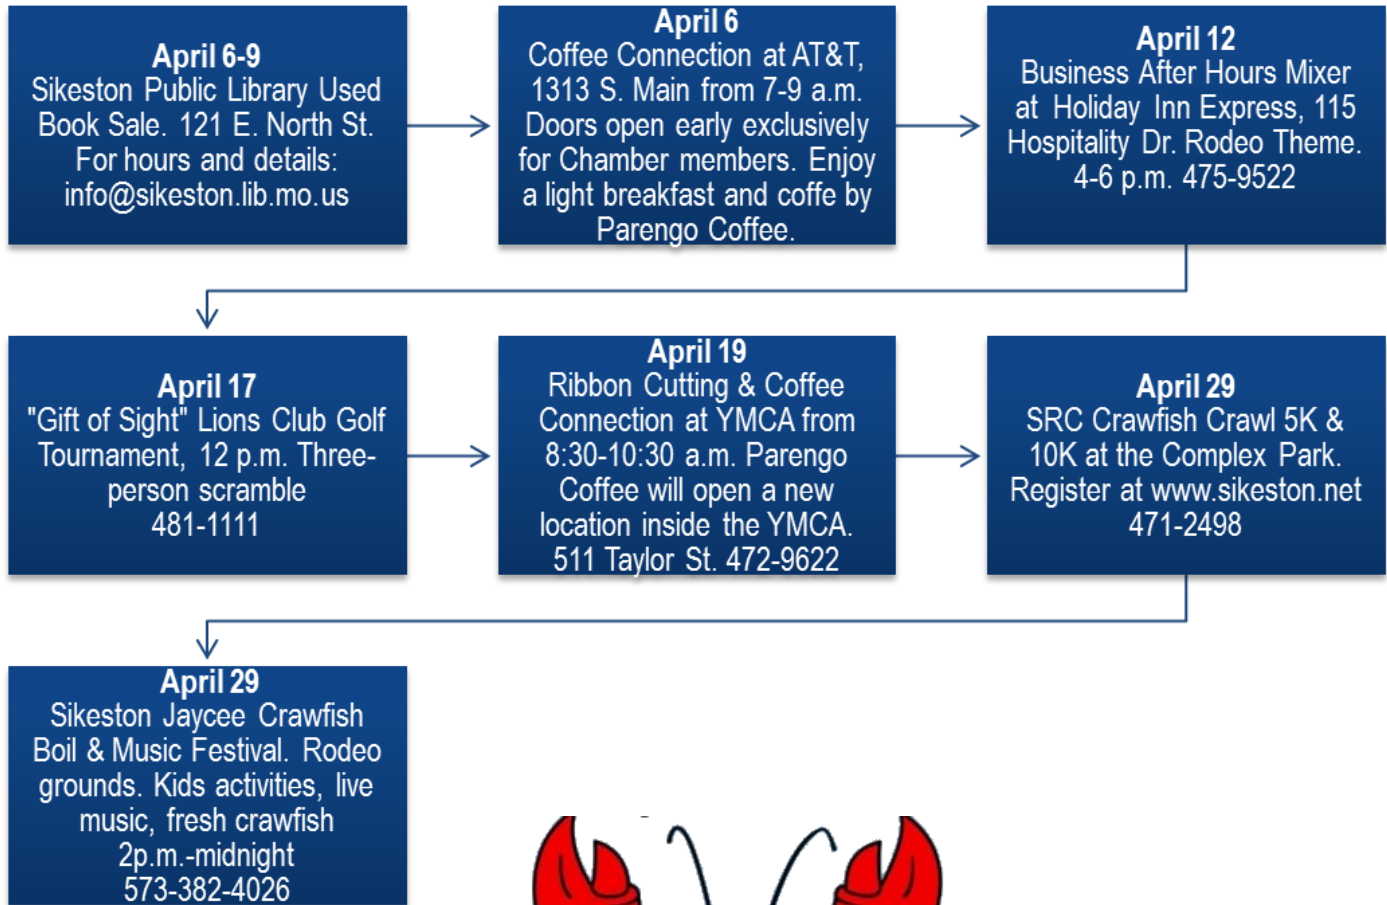 April 6-9
Sikeston Public Library Used
Book Sale. 121 E. North St.
For hours and details:
info@sikeston.lib.mo.us
April 6
Coffee Connection at AT&T,
1313 S. Main from 7-9 a.m.
Doors open early exclusively
for Chamber members. Enjoy
a light breakfast and coffe by
Parengo Coffee.
April 12
Business After Hours Mixer
at Holiday Inn Express, 115
Hospitality Dr. Rodeo Theme.
4-6 p.m. 475-9522
April 17
"Gift of Sight" Lions Club Golf
Tournament, 12 p.m. Three-
person scramble
481-1111
April 19
Ribbon Cutting & Coffee
Connection at YMCA from
8:30-10:30 a.m. Parengo
Coffee will open a new
location inside the YMCA.
511 Taylor St. 472-9622
April 29
SRC Crawfish Crawl 5K &
10K at the Complex Park.
Register at www.sikeston.net
471-2498
April 29
Sikeston Jaycee Crawfish
Boil & Music Festival. Rodeo
grounds. Kids activities, live
music, fresh crawfish
2p.m.-midnight
573-382-4026